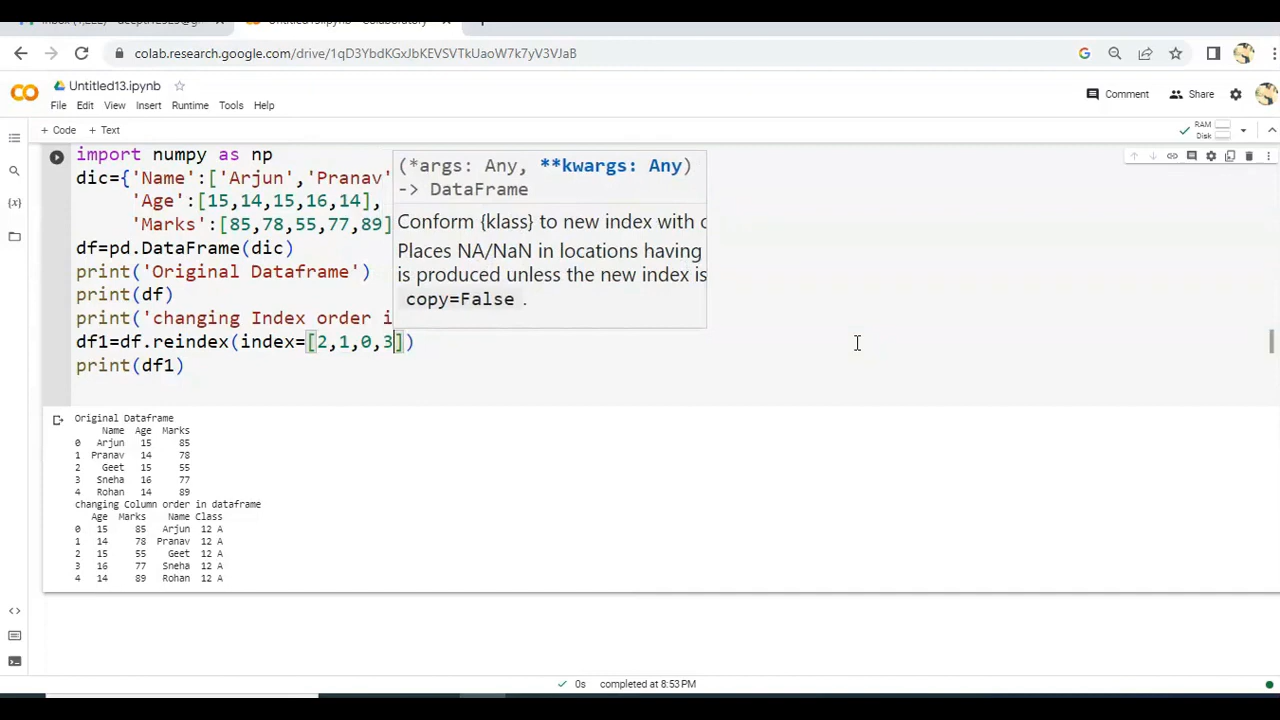 colab.research.google.com/drive/1qD3YbdKGxJbKEVSVTkUaoW7k7yV3VJaB
Untitled13.ipynb
File Edit View Insert Runtime Tools Help
Comment Share
+ Code + Text
RAM
Disk
import numpy as np
dic={'Name':['Arjun','Pranav'
'Age':[15,14,15,16,14],
'Marks':[85,78,55,77,89]
df=pd.DataFrame(dic)
print('Original Dataframe')
print(df)
print('changing Index order i
df1=df.reindex(index=[2,1,0,3])
print(df1)
(*args: Any, **kwargs: Any)
-> DataFrame
Conform {klass} to new index with
Places NA/NaN in locations having
is produced unless the new index is
copy=False .
Original Dataframe
Name Age Marks
0 Arjun 15 85
1 Pranav 14 78
2 Geet 15 55
3 Sneha 16 77
4 Rohan 14 89
changing Column order in dataframe
Age Marks Name Class
0 15 85 Arjun 12 A
1 14 78 Pranav 12 A
2 15 55 Geet 12 A
3 16 77 Sneha 12 A
4 14 89 Rohan 12 A
0s completed at 8:53PM